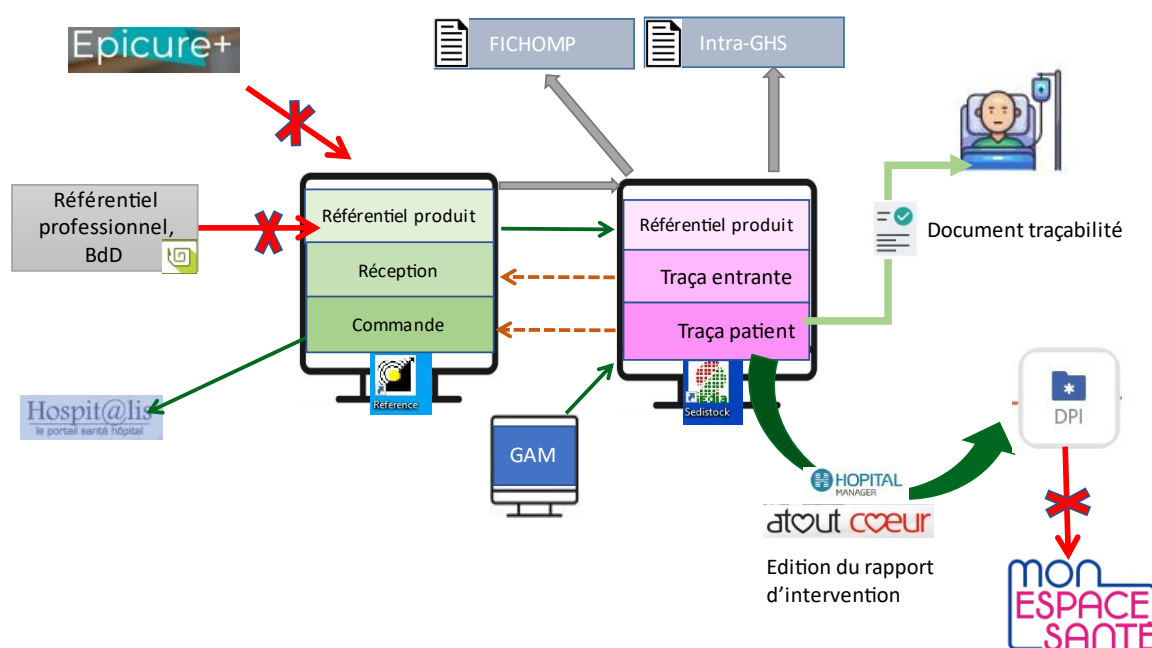 Epicure+
FICHOMP
Intra-GHS
Référentiel
professionnel,
BdD
Référentiel produit
Réception
Commande
Reference
Référentiel produit
Traça entrante
Traça patient
Sedistock
Document traçabilité
Hospit@lis
le portail santé hôpital
GAM
DPI
HOPITAL
MANAGER
atout cœur
Edition du rapport
d'intervention
mon
ESPACE
SANTÉ